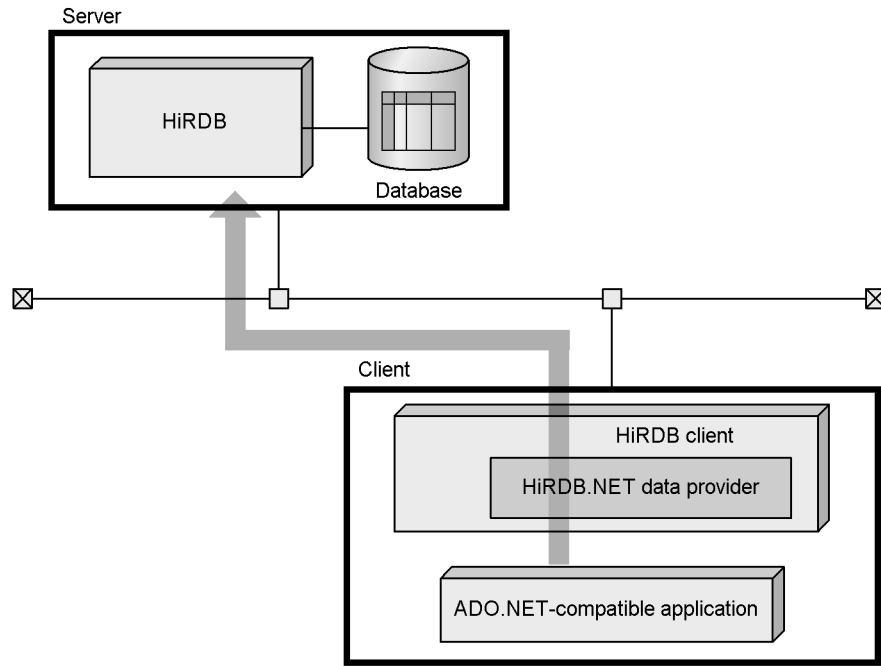 Server
HiRDB
Database
Client
HiRDB client
HiRDB.NET data provider
ADO.NET-compatible application